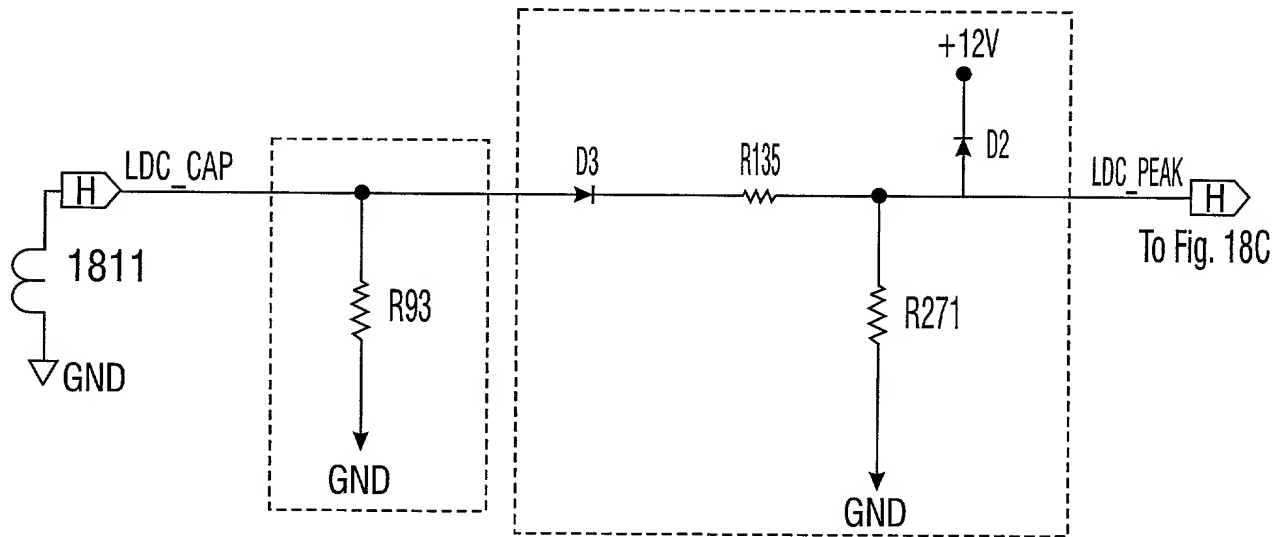 +12V
D2
LDC_CAP
H
D3
R135
LDC_PEAK
H
To Fig. 18C
1811
R93
R271
GND
GND
GND